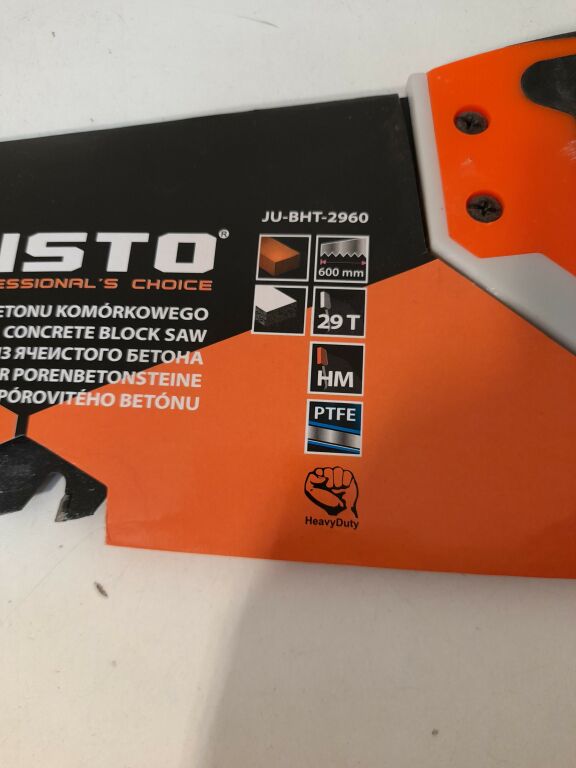 JU-BHT-2960
ISTO®
ESSIONAL'S CHOICE
600 mm
ETONU KOMÓRKOWEGO
CONCRETE BLOCK SAW
29 T
ИЗ ЯЧЕИСТОГО БЕТОНА
R PORENBETONSTEINE
HM
PÓROVITÉHO BETÓNU
PTFE
HeavyDuty